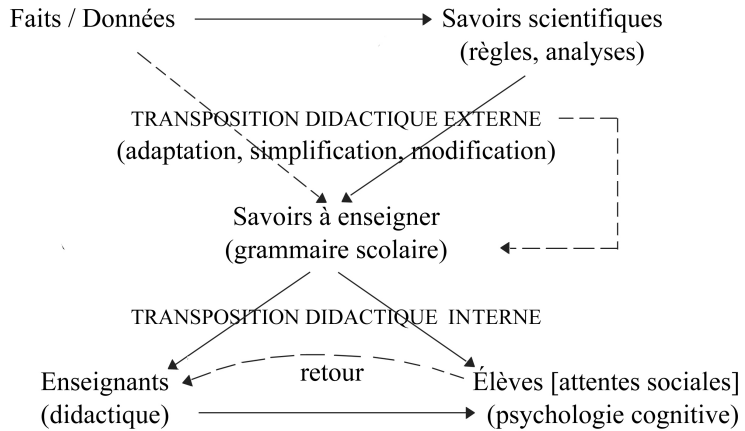 Faits / Données
Savoirs scientifiques
(règles, analyses)
TRANSPOSITION DIDACTIQUE EXTERNE
(adaptation, simplification, modification)
Savoirs à enseigner
(grammaire scolaire)
TRANSPOSITION DIDACTIQUE INTERNE
retour
Enseignants
(didactique)
Élèves [attentes sociales]
(psychologie cognitive)